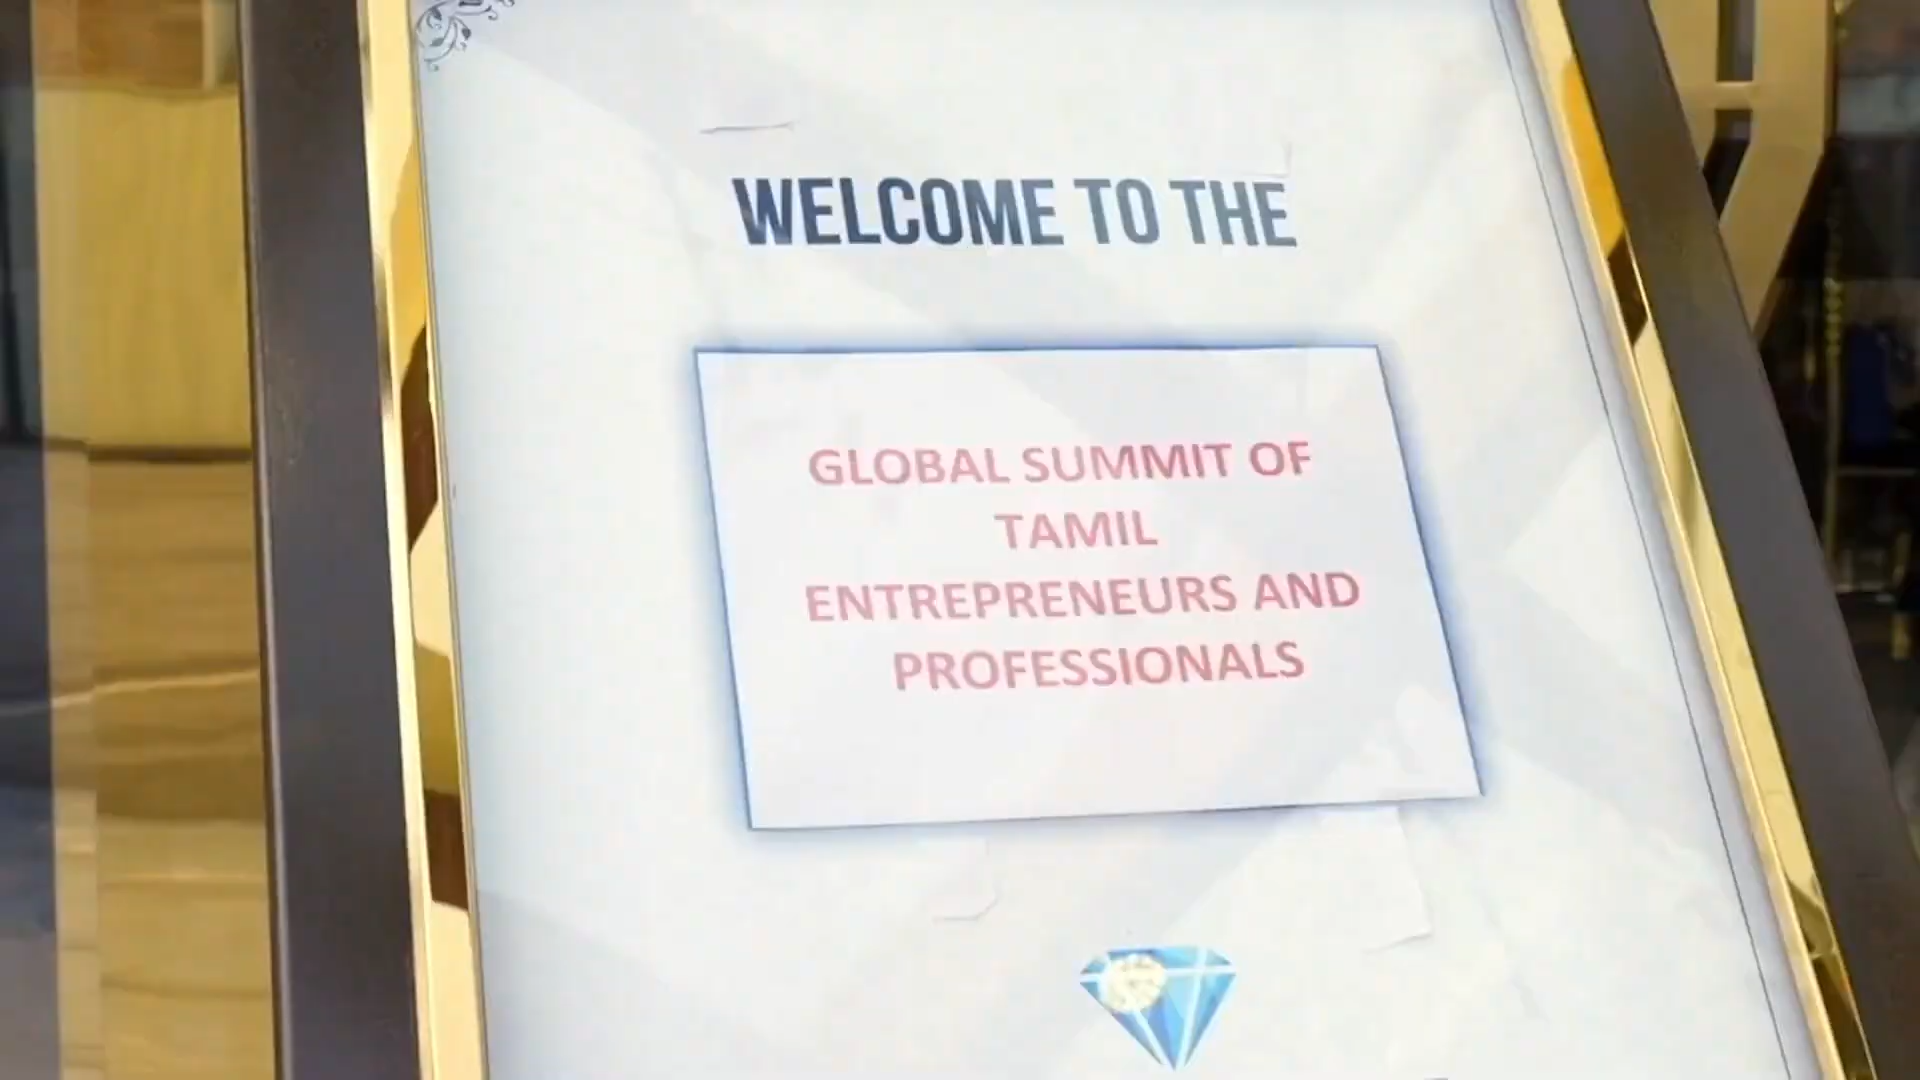 WELCOME TO THE
GLOBAL SUMMIT OF
TAMIL
ENTREPRENEURS AND
PROFESSIONALS